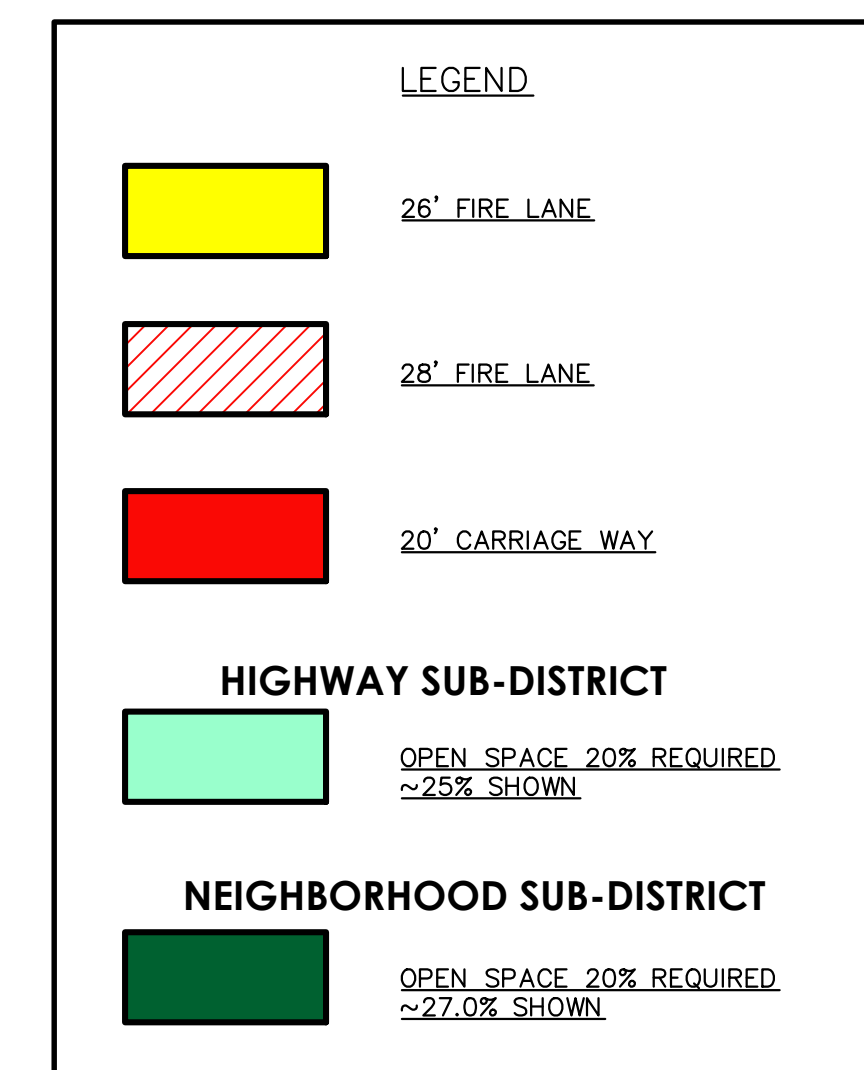 LEGEND
26' FIRE LANE
28' FIRE LANE
20' CARRIAGE WAY
HIGHWAY SUB-DISTRICT
OPEN SPACE 20% REQUIRED
~25% SHOWN
NEIGHBORHOOD SUB-DISTRICT
OPEN SPACE 20% REQUIRED
~27.0% SHOWN